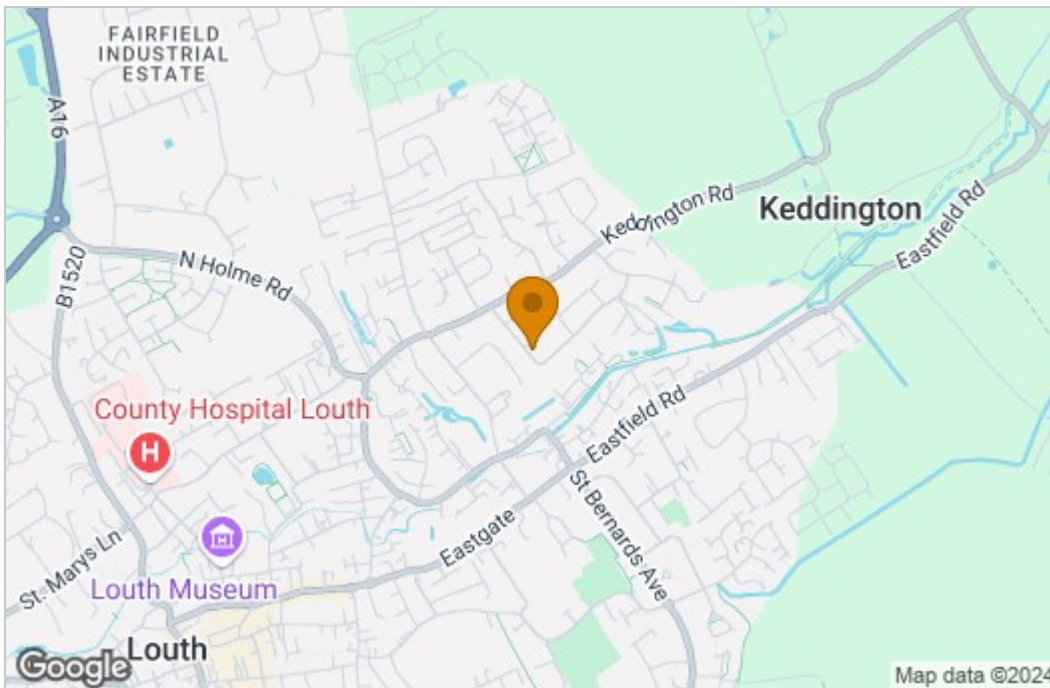 FAIRFIELD
INDUSTRIAL
ESTATE
A16
Keddington Rd
Keddington
Eastfield Rd
N Holme Rd
B1520
County Hospital Louth
H
Eastfield Rd
St Bernards Ave
Eastgate
St. Marys Ln
Louth Museum
Louth
Google
Map data ©2024